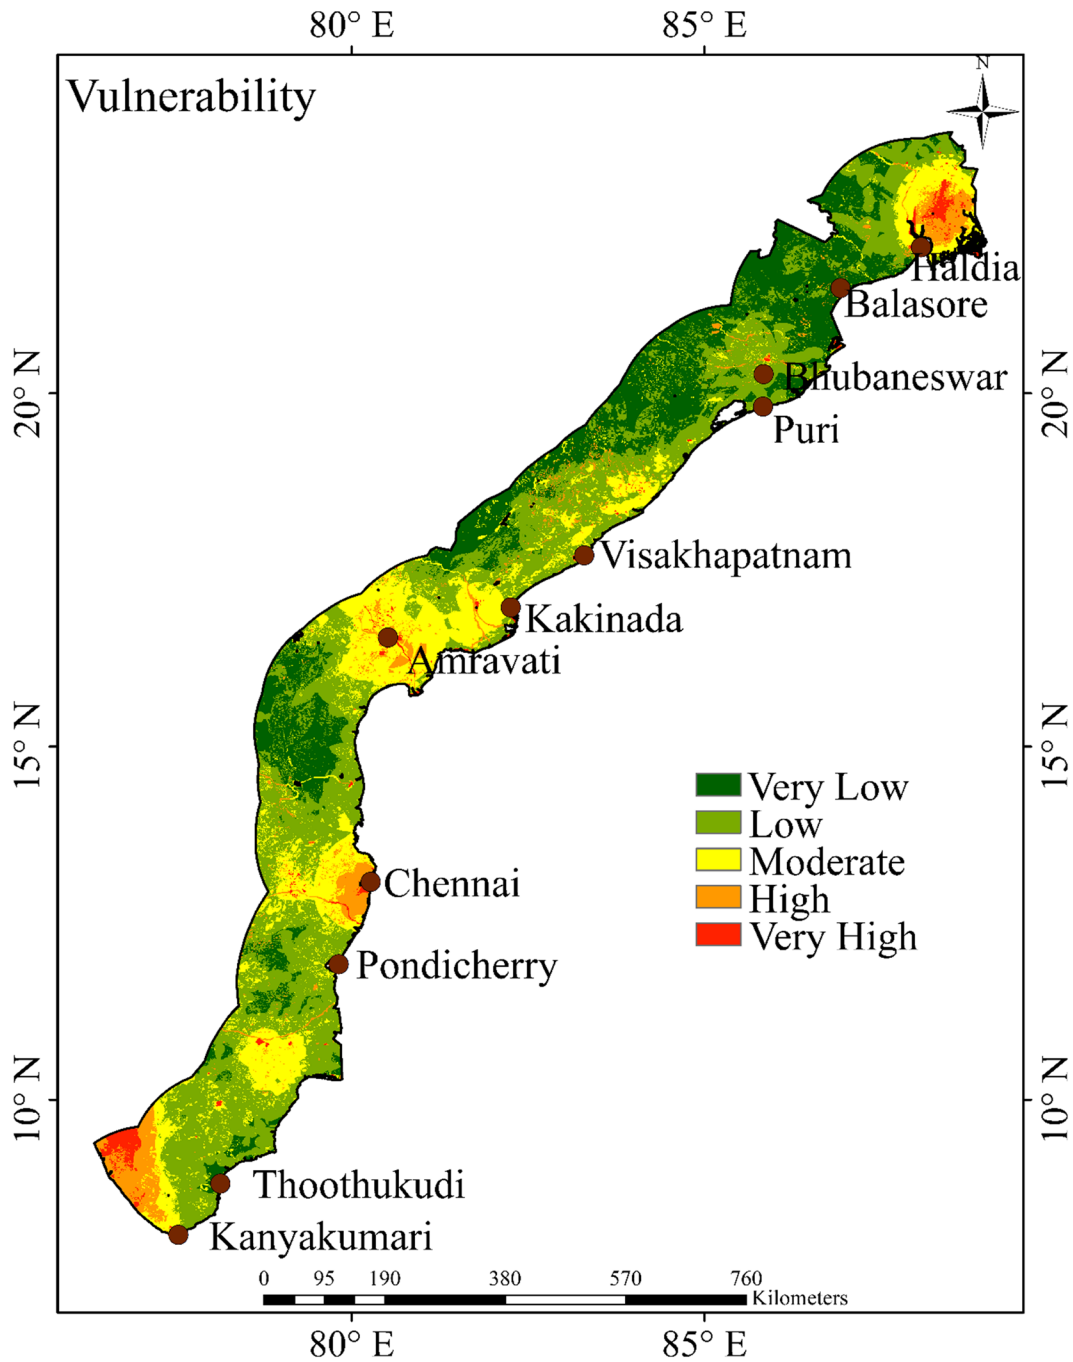 80° E 85° E
N
Vulnerability
Haldia
Balasore
20° N 20° N
Bhubaneswar
Puri
Visakhapatnam
Kakinada
Amravati
15° N 15° N
Very Low
Low
Moderate
High
Very High
Chennai
Pondicherry
10° N 10° N
Thoothukudi
Kanyakumari
0 95 190 380 570 760
Kilometers
80° E 85° E